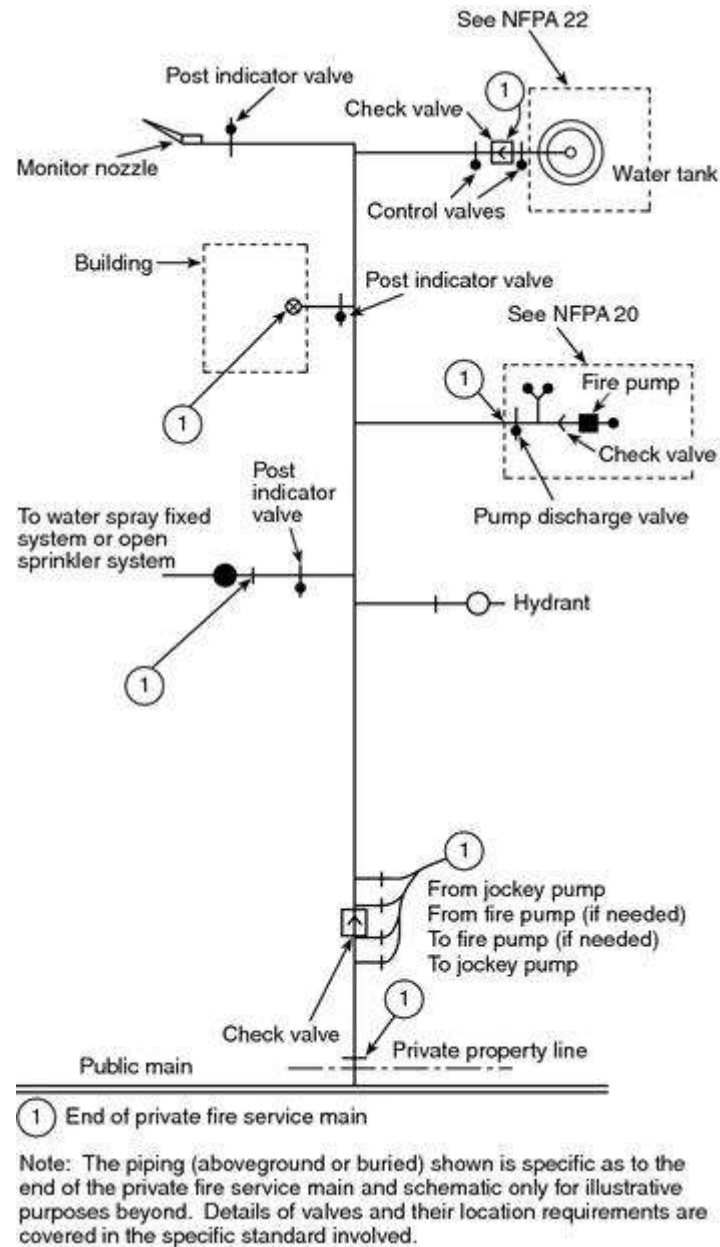 See NFPA 22
Post indicator valve
1
Check valve
Monitor nozzle
Water tank
Control valves
Building
Post indicator valve
See NFPA 20
1
Fire pump
1
Check valve
Post
indicator
valve
To water spray fixed
system or open
sprinkler system
Pump discharge valve
Hydrant
1
1
From jockey pump
From fire pump (if needed)
To fire pump (if needed)
To jockey pump
1
Check valve
Private property line
Public main
1 End of private fire service main
Note: The piping (aboveground or buried) shown is specific as to the
end of the private fire service main and schematic only for illustrative
purposes beyond. Details of valves and their location requirements are
covered in the specific standard involved.